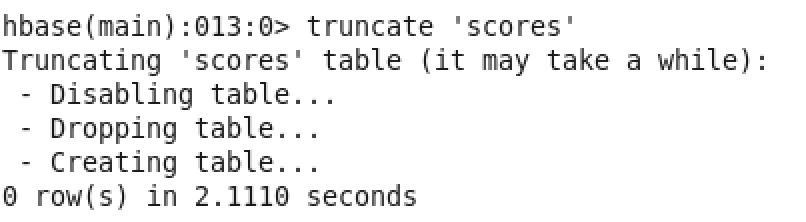 hbase(main):013:0> truncate 'scores'
Truncating 'scores' table (it may take a while):
 - Disabling table...
 - Dropping table...
 - Creating table...
0 row(s) in 2.1110 seconds